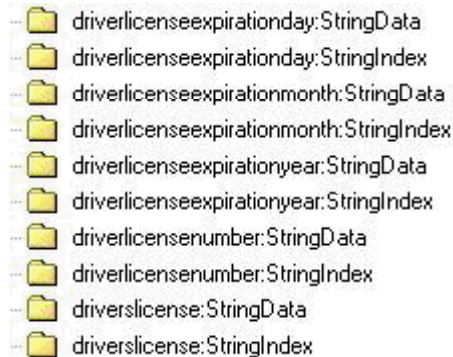 driverlicenseexpirationday:StringData
driverlicenseexpirationday:StringIndex
driverlicenseexpirationmonth:StringData
driverlicenseexpirationmonth:StringIndex
driverlicenseexpirationyear:StringData
driverlicenseexpirationyear:StringIndex
driverlicensenumber:StringData
driverlicensenumber:StringIndex
driverslicense:StringData
driverslicense:StringIndex